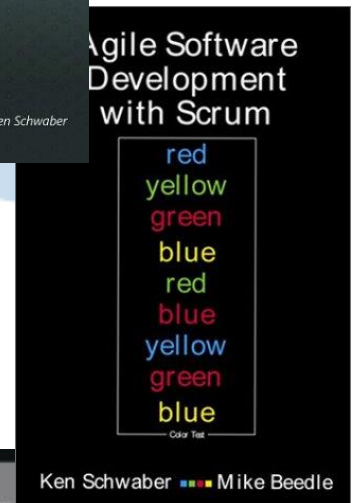 Agile Software
Development
with Scrum
en Schwaber
red
yellow
green
blue
red
blue
yellow
green
blue
Color Test
Ken Schwaber
Mike Beedle